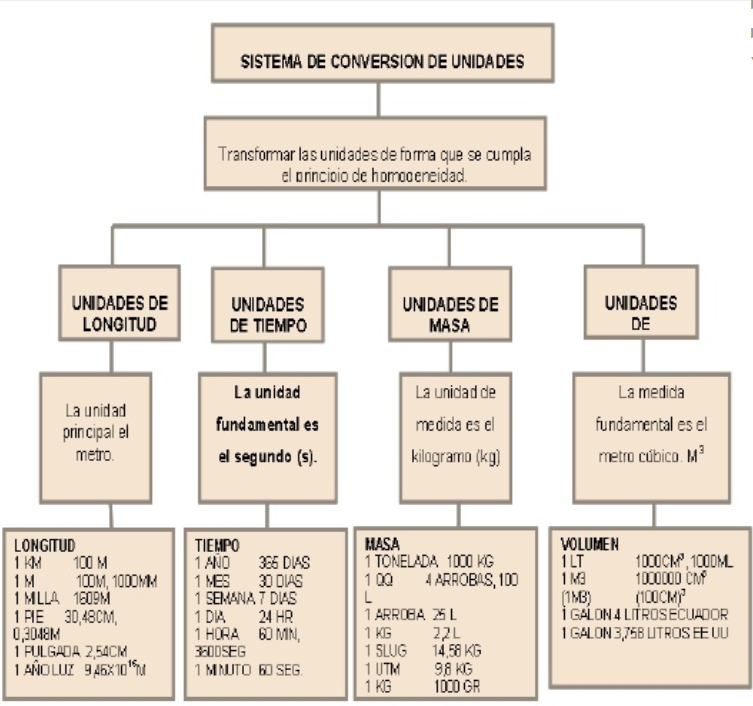 SISTEMA DE CONVERSION DE UNIDADES
Transformar las unidades de forma que se cumpla
el principio de homogeneidad.
UNIDADES DE
LONGITUD
UNIDADES
DE TIEMPO
UNIDADES DE
MASA
UNIDADES
DE
La unidad
principal el
metro.
La unidad
fundamental es
el segundo (s).
La unidad de
medida es el
kilogramo (kg)
La medida
fundamental es el
metro cúbico. M³
LONGITUD
1 KM 100 M
1 M 100M, 1000MM
1 MILLA 1609M
1 PIE 30,48CM,
0,3048M
1 PULGADA 2,54CM
1 AÑO LUZ 9,46X10¹⁵M
TIEMPO
1 AÑO 365 DIAS
1 MES 30 DIAS
1 SEMANA 7 DIAS
1 DIA 24 HR
1 HORA 60 MIN,
3600SEG
1 MINUTO 60 SEG.
MASA
1 TONELADA 1000 KG
1 QQ 4 ARROBAS, 100
L
1 ARROBA 25 L
1 KG 2,2 L
1 SLUG 14,58 KG
1 UTM 9,8 KG
1 KG 1000 GR
VOLUMEN
1 LT 1000CM³, 1000ML
1 M3 1000000 CM³
(1M3) (100CM)³
1 GALON 4 LITROS ECUADOR
1 GALON 3,758 LITROS EE UU